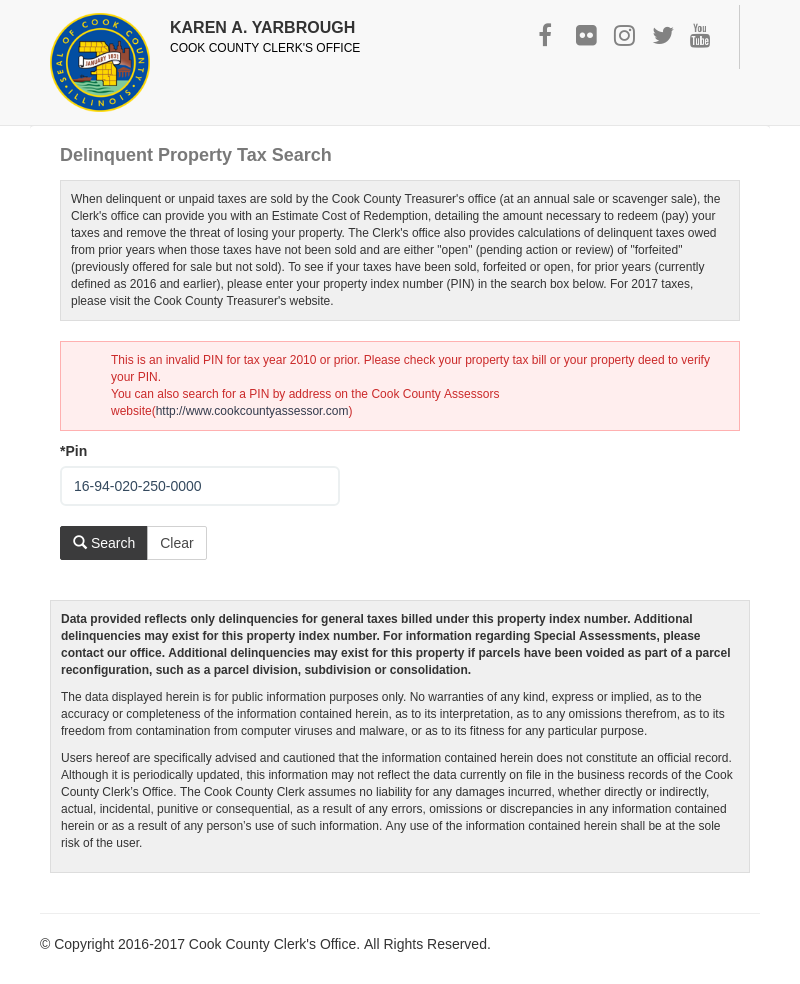 SEAL OF COOK COUNTY
JANUARY 1831
ILLINOIS
KAREN A. YARBROUGH
COOK COUNTY CLERK'S OFFICE
You
Tube
Delinquent Property Tax Search
When delinquent or unpaid taxes are sold by the Cook County Treasurer's office (at an annual sale or scavenger sale), the
Clerk's office can provide you with an Estimate Cost of Redemption, detailing the amount necessary to redeem (pay) your
taxes and remove the threat of losing your property. The Clerk's office also provides calculations of delinquent taxes owed
from prior years when those taxes have not been sold and are either "open" (pending action or review) of "forfeited"
(previously offered for sale but not sold). To see if your taxes have been sold, forfeited or open, for prior years (currently
defined as 2016 and earlier), please enter your property index number (PIN) in the search box below. For 2017 taxes,
please visit the Cook County Treasurer's website.
This is an invalid PIN for tax year 2010 or prior. Please check your property tax bill or your property deed to verify
your PIN.
You can also search for a PIN by address on the Cook County Assessors
website(http://www.cookcountyassessor.com)
*Pin
16-94-020-250-0000
Search Clear
Data provided reflects only delinquencies for general taxes billed under this property index number. Additional
delinquencies may exist for this property index number. For information regarding Special Assessments, please
contact our office. Additional delinquencies may exist for this property if parcels have been voided as part of a parcel
reconfiguration, such as a parcel division, subdivision or consolidation.
The data displayed herein is for public information purposes only. No warranties of any kind, express or implied, as to the
accuracy or completeness of the information contained herein, as to its interpretation, as to any omissions therefrom, as to its
freedom from contamination from computer viruses and malware, or as to its fitness for any particular purpose.
Users hereof are specifically advised and cautioned that the information contained herein does not constitute an official record.
Although it is periodically updated, this information may not reflect the data currently on file in the business records of the Cook
County Clerk’s Office. The Cook County Clerk assumes no liability for any damages incurred, whether directly or indirectly,
actual, incidental, punitive or consequential, as a result of any errors, omissions or discrepancies in any information contained
herein or as a result of any person’s use of such information. Any use of the information contained herein shall be at the sole
risk of the user.
© Copyright 2016-2017 Cook County Clerk's Office. All Rights Reserved.